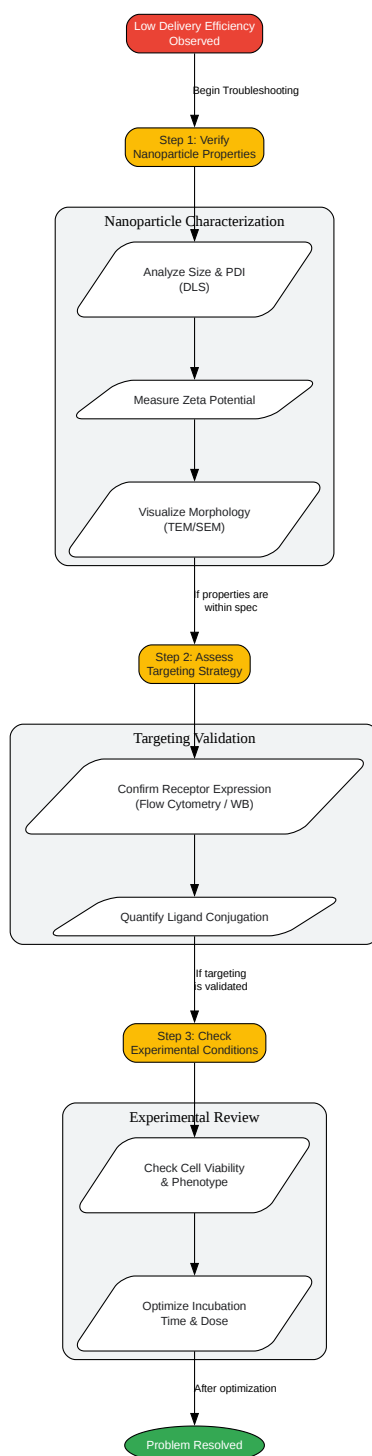 Low Delivery Efficiency
Observed
Begin Troubleshooting
Step 1: Verify
Nanoparticle Properties
Nanoparticle Characterization
Analyze Size & PDI
(DLS)
Measure Zeta Potential
Visualize Morphology
(TEM/SEM)
If properties are
within spec
Step 2: Assess
Targeting Strategy
Targeting Validation
Confirm Receptor Expression
(Flow Cytometry / WB)
Quantify Ligand Conjugation
If targeting
is validated
Step 3: Check
Experimental Conditions
Experimental Review
Check Cell Viability
& Phenotype
Optimize Incubation
Time & Dose
After optimization
Problem Resolved